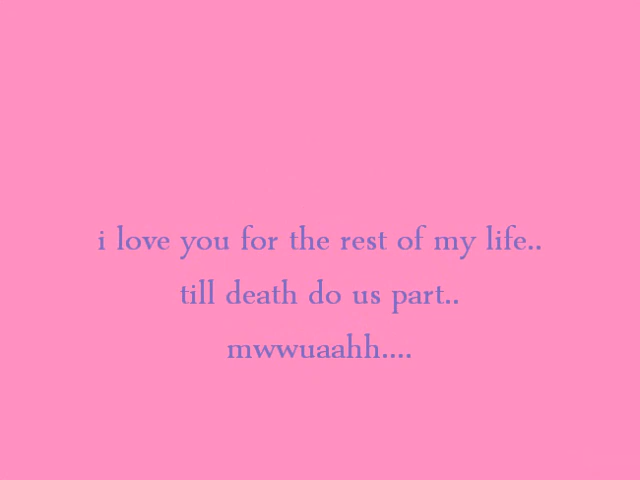 i love you for the rest of my life..
till death do us part..
mwwuaahh....